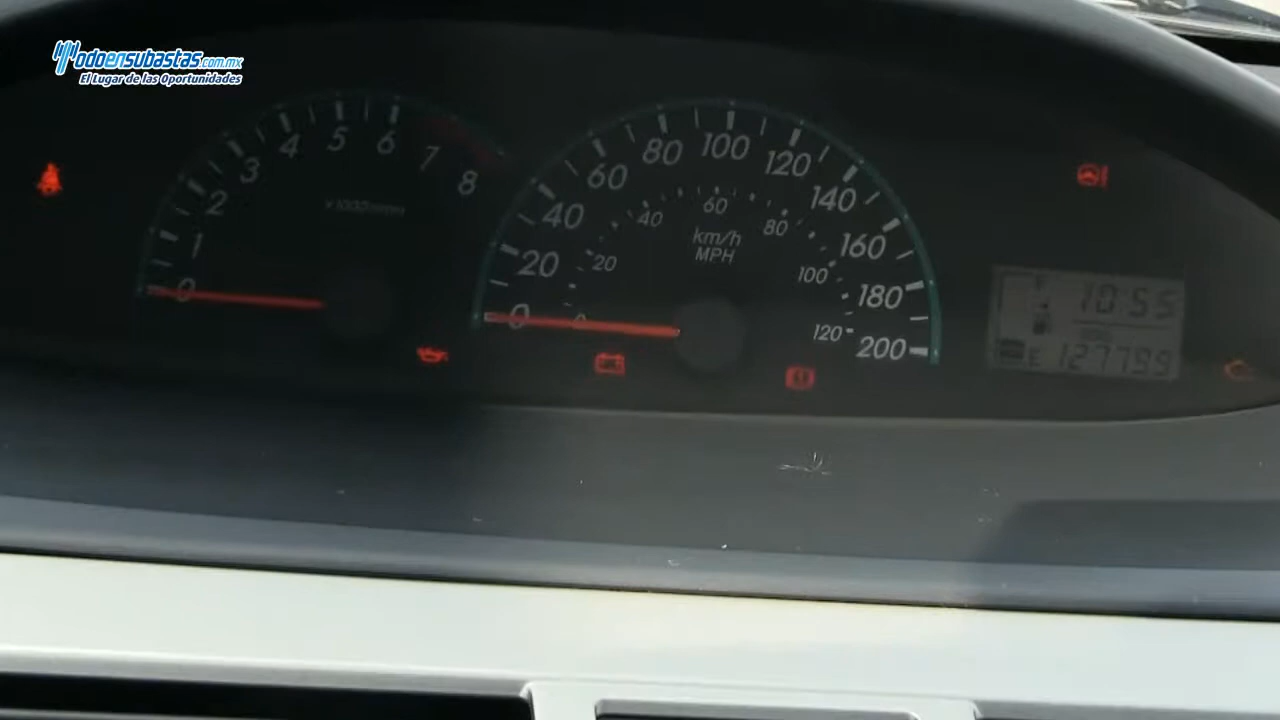 Todoensubastas.com.mx
El Lugar de las Oportunidades
0 1 2 3 4 5 6 7 8
x1000r/min
0 20 40 60 80 100 120 140 160 180 200
0 20 40 60 80 100 120
km/h
MPH
F
10:55
E 127799